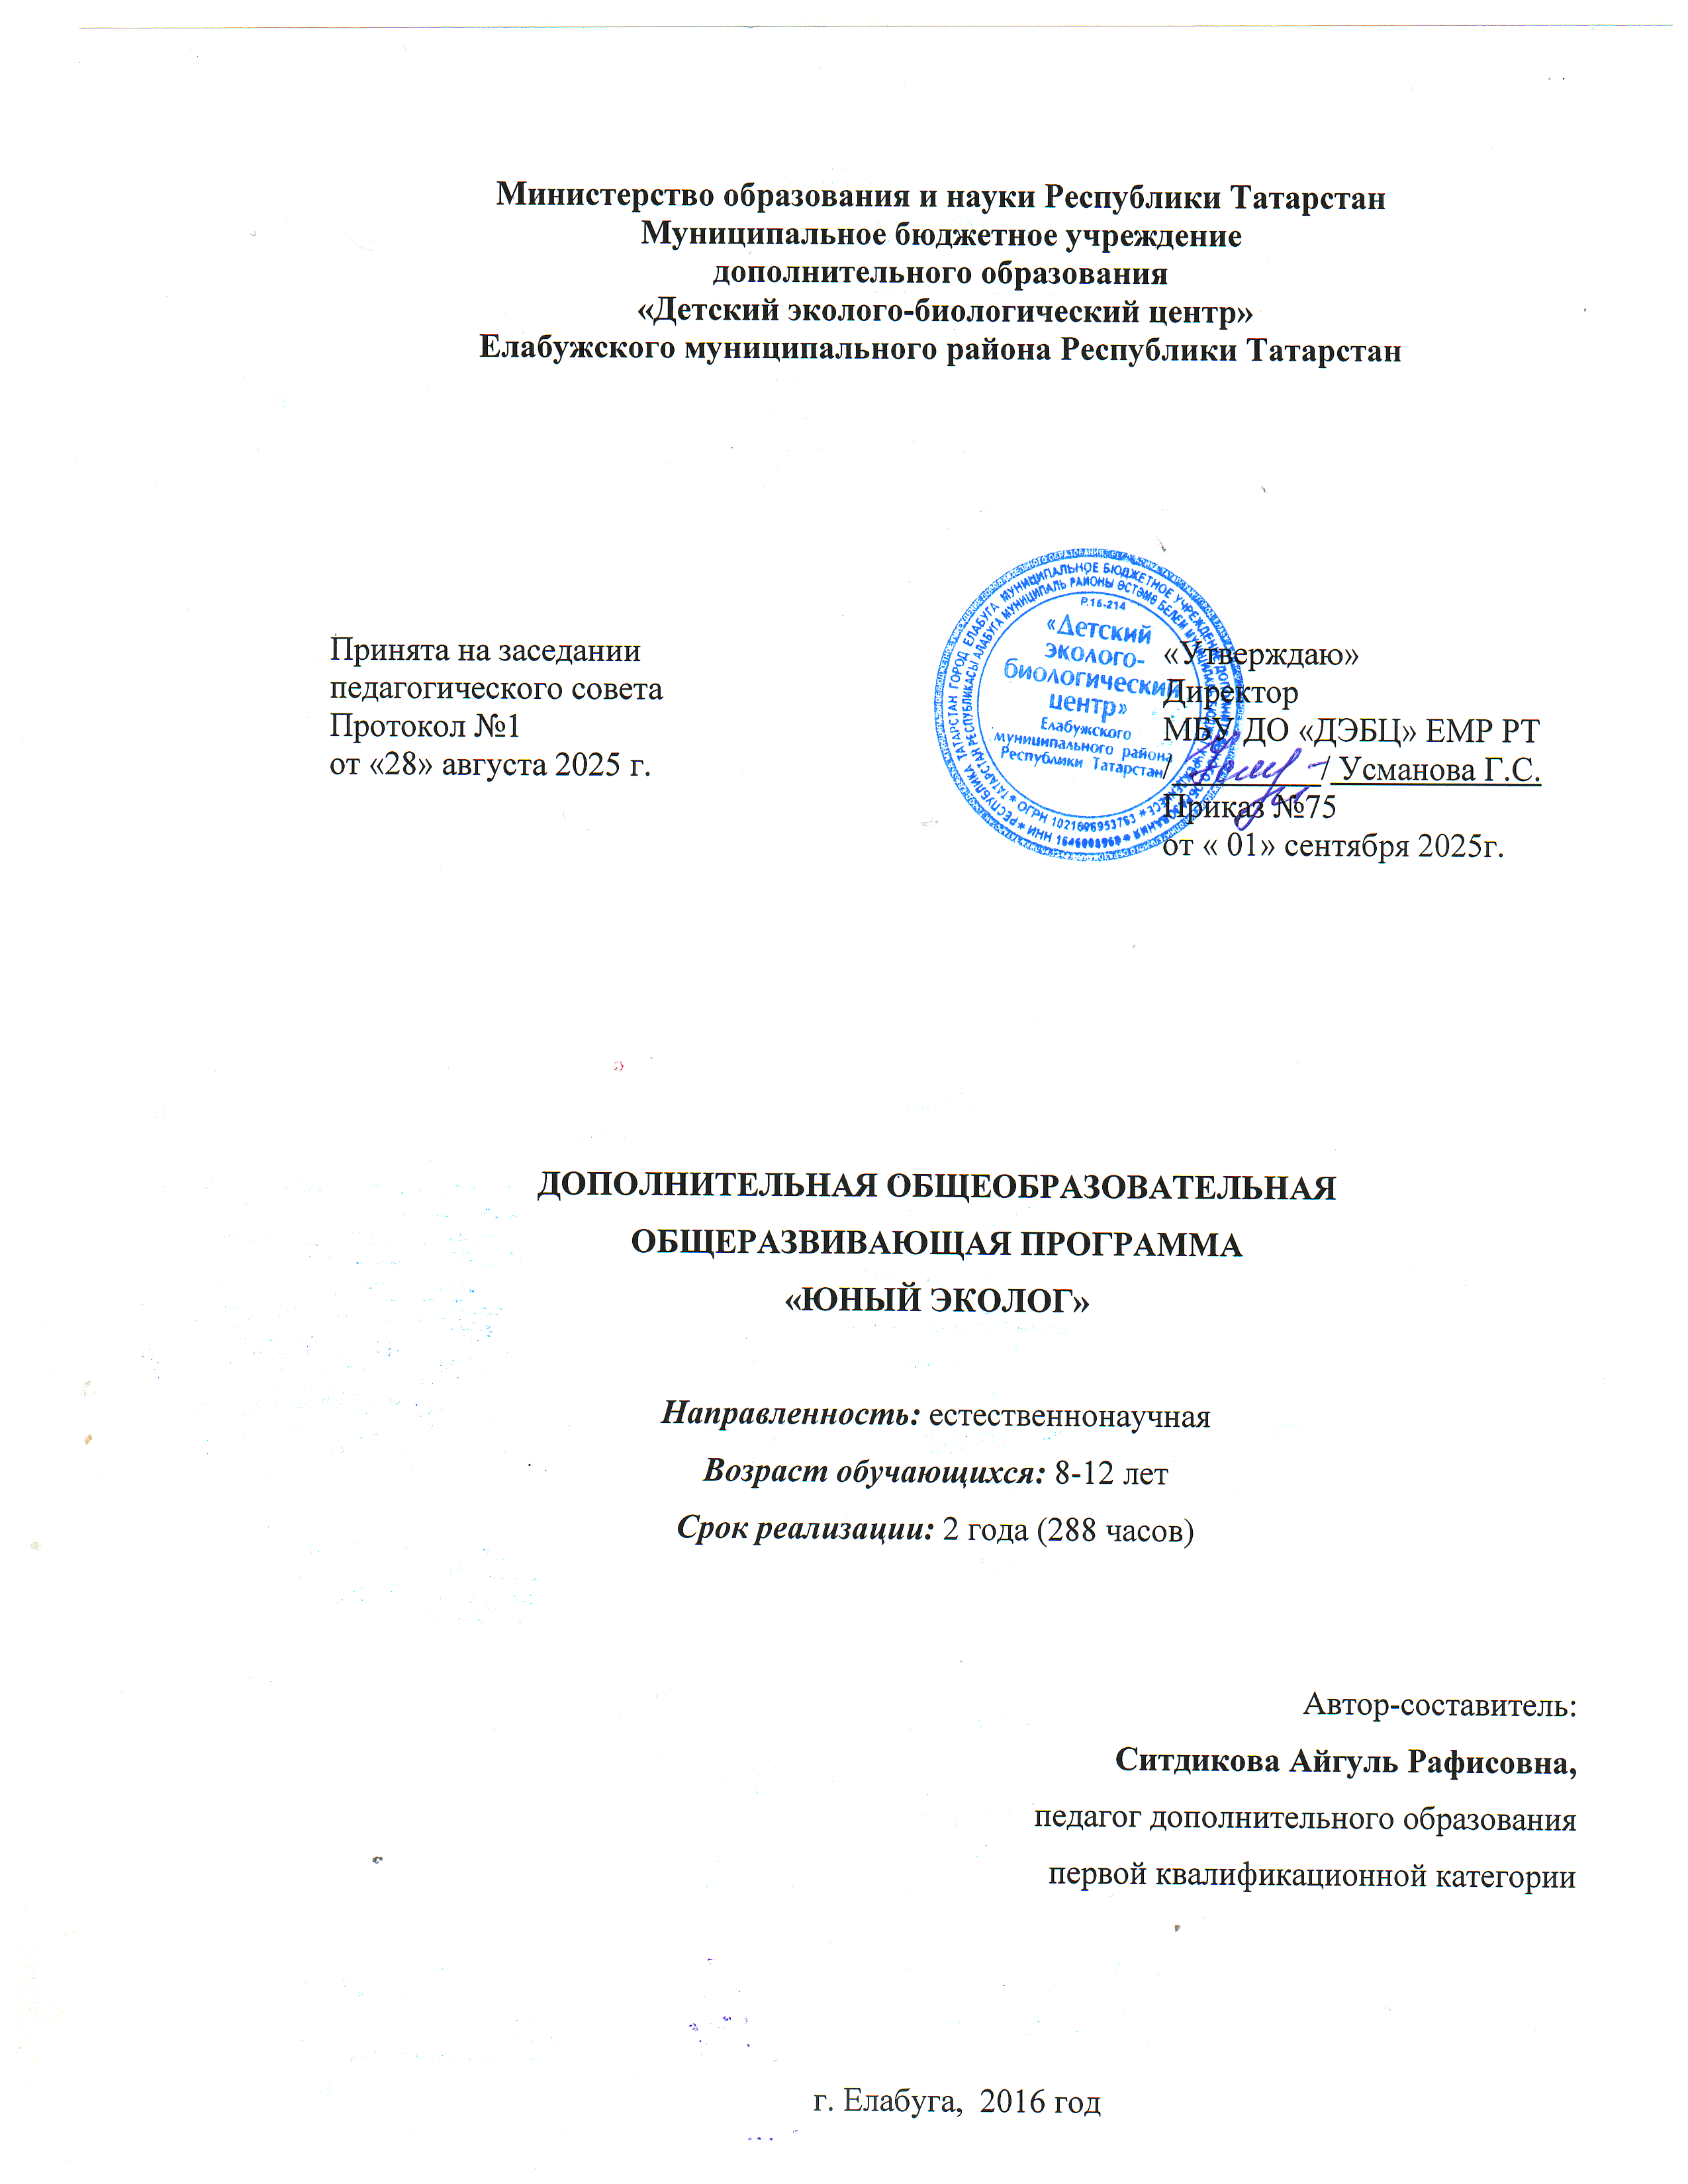 Министерство образования и науки Республики Татарстан
Муниципальное бюджетное учреждение
дополнительного образования
«Детский эколого-биологический центр»
Елабужского муниципального района Республики Татарстан
Принята на заседании
педагогического совета
Протокол №1
от «28» августа 2025 г.
Р.16-214
«Детский
эколого-
биологический
центр»
Елабужского
муниципального района
Республики Татарстан
«Утверждаю»
Директор
МБУ ДО «ДЭБЦ» ЕМР РТ
/ / Усманова Г.С.
Приказ №75
от « 01» сентября 2025г.
ДОПОЛНИТЕЛЬНАЯ ОБЩЕОБРАЗОВАТЕЛЬНАЯ
ОБЩЕРАЗВИВАЮЩАЯ ПРОГРАММА
«ЮНЫЙ ЭКОЛОГ»
Направленность: естественнонаучная
Возраст обучающихся: 8-12 лет
Срок реализации: 2 года (288 часов)
Автор-составитель:
Ситдикова Айгуль Рафисовна,
педагог дополнительного образования
первой квалификационной категории
г. Елабуга, 2016 год